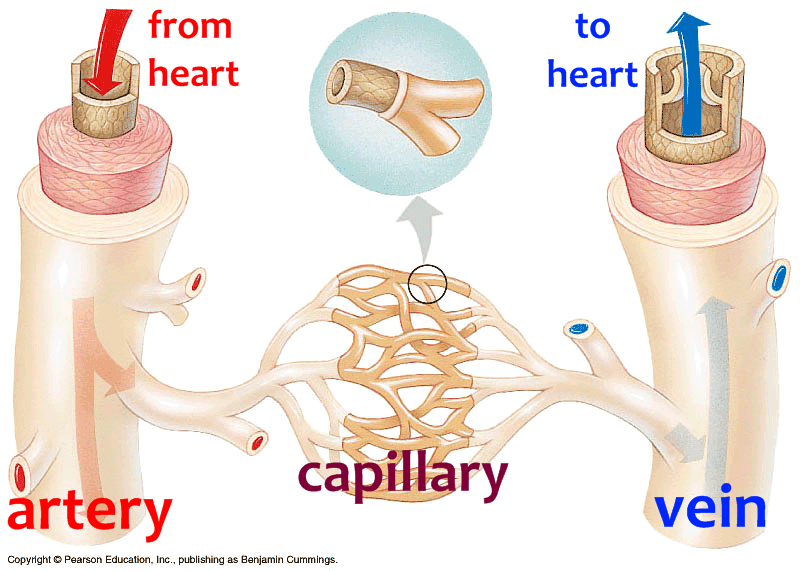 from
heart
to
heart
capillary
artery
vein
Copyright © Pearson Education, Inc., publishing as Benjamin Cummings.